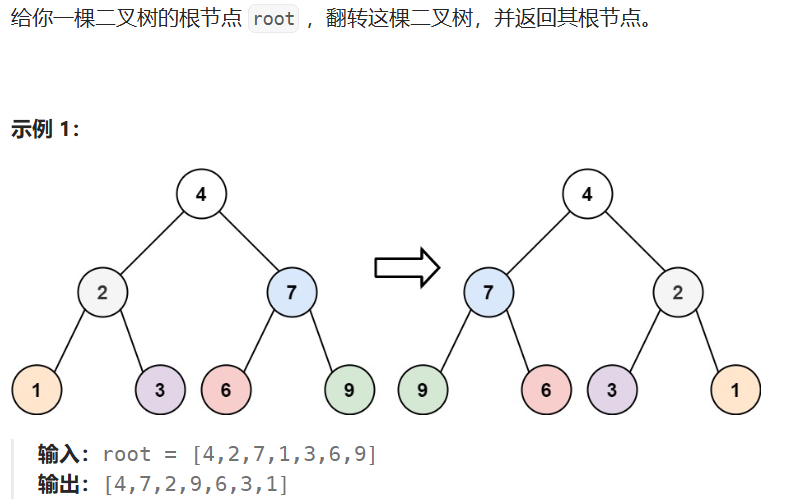 给你一棵二叉树的根节点 root ，翻转这棵二叉树，并返回其根节点。
示例 1：
4 4
2 7 7 2
1 3 6 9 9 6 3 1
输入：root = [4,2,7,1,3,6,9]
输出：[4,7,2,9,6,3,1]